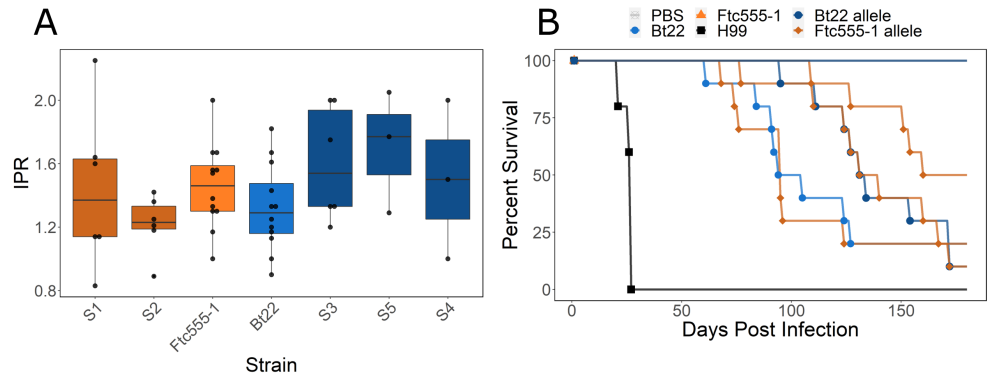 A
IPR
2.0
1.6
1.2
0.8
S1
S2
Ftc555-1
Bt22
S3
S5
S4
Strain
B
PBS
Ftc555-1
Bt22 allele
Bt22
H99
Ftc555-1 allele
Percent Survival
100
75
50
25
0
0
50
100
150
Days Post Infection